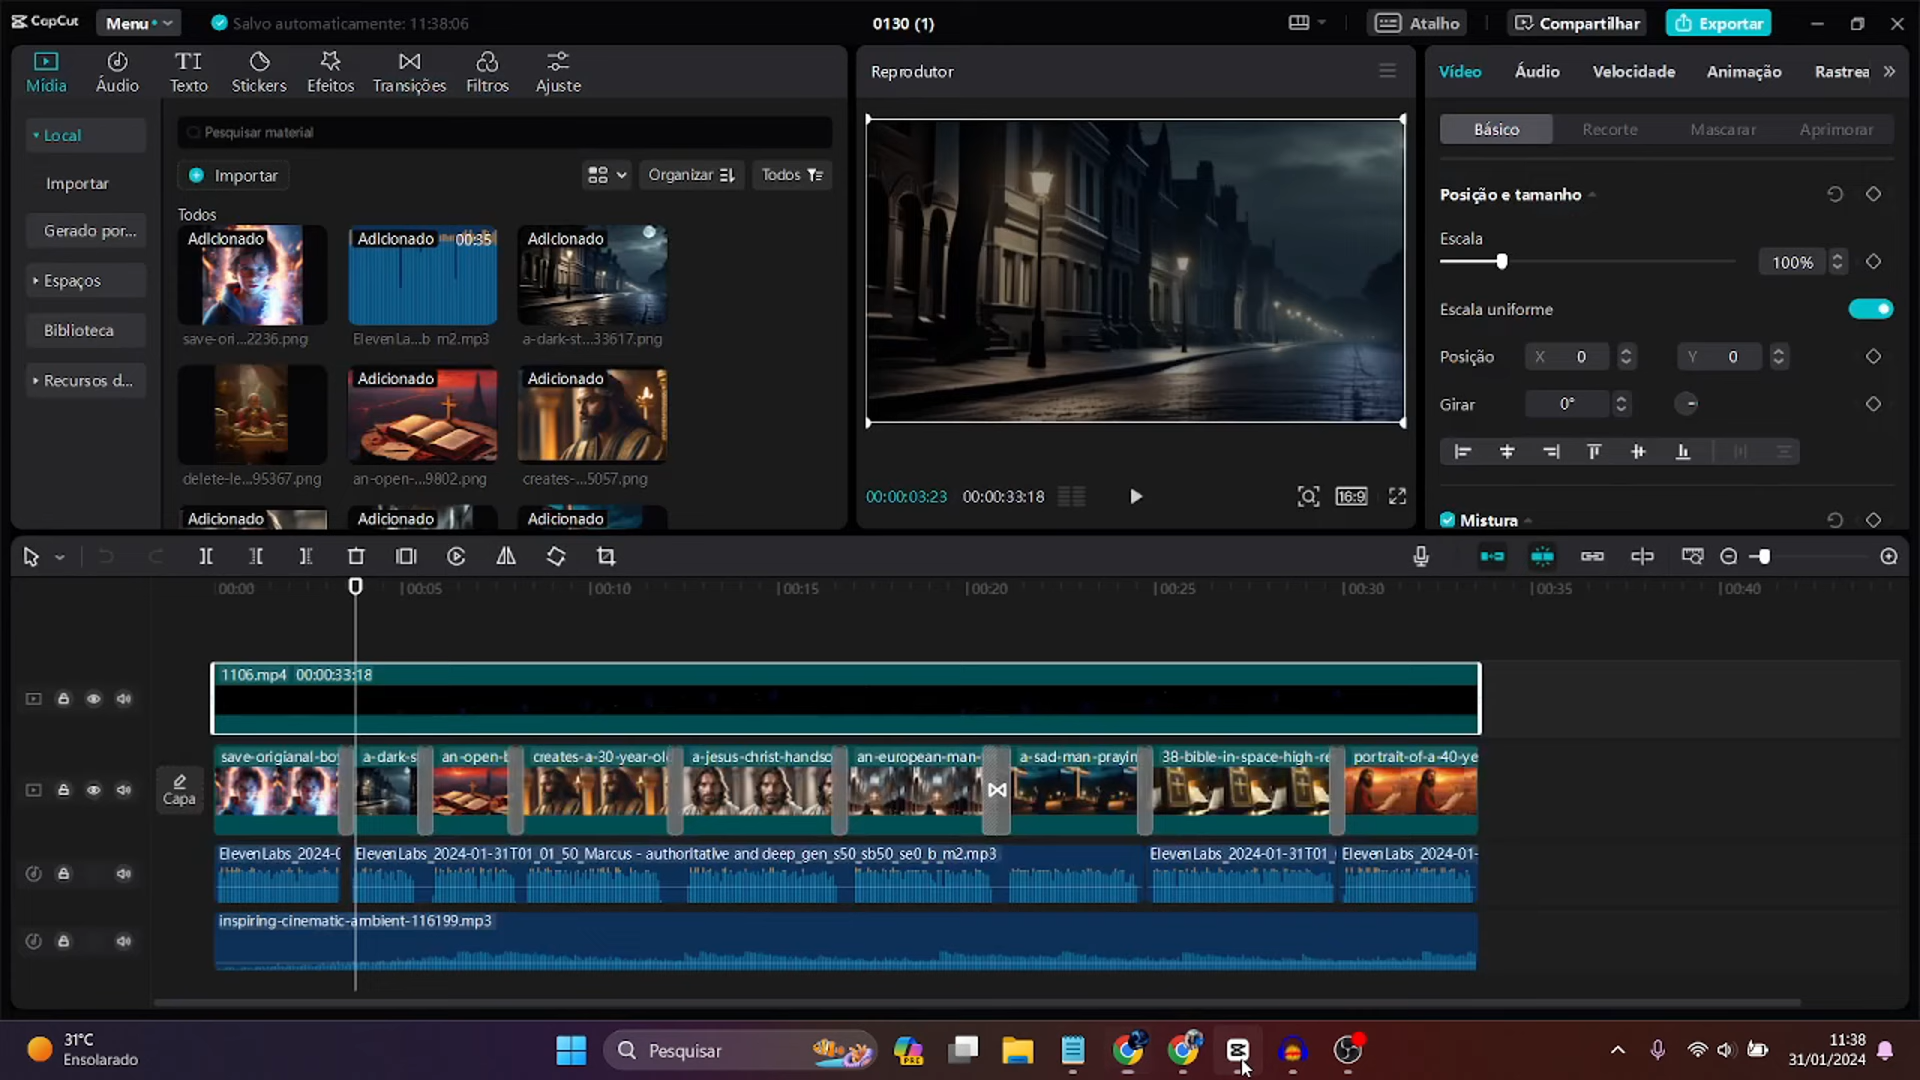 CapCut
Menu
Salvo automaticamente: 11:38:06
0130 (1)
Atalho
Compartilhar
Exportar
Mídia
Áudio
Texto
Stickers
Efeitos
Transições
Filtros
Ajuste
Local
Importar
Gerado por...
Espaços
Biblioteca
Recursos d...
Pesquisar material
Importar
Organizar
Todos
Todos
Adicionado
Adicionado 00:35
Adicionado
save-ori...2236.png
ElevenLa...b m2.mp3
a-dark-st...33617.png
Adicionado
Adicionado
delete-le...95367.png
an-open-...9802.png
creates-...5057.png
Adicionado
Adicionado
Adicionado
Reprodutor
00:00:03:23 00:00:33:18
16:9
Vídeo
Áudio
Velocidade
Animação
Rastrea
Básico
Recorte
Mascarar
Aprimorar
Posição e tamanho
Escala
100%
Escala uniforme
Posição X 0 Y 0
Girar 0°
Mistura
00:00 00:05 00:10 00:15 00:20 00:25 00:30 00:35 00:40
1106.mp4 00:00:33:18
Capa
save-origianal-bo
a-dark-s
an-open-b
creates-a-30-year-ol
a-jesus-christ-handso
an-european-man-
a-sad-man-prayin
38-bible-in-space-high-re
portrait-of-a-40-ye
ElevenLabs_2024-0
ElevenLabs_2024-01-31T01_01_50_Marcus - authoritative and deep_gen_s50_sb50_se0_b_m2.mp3
ElevenLabs_2024-01-31T01_
ElevenLabs_2024-01-
inspiring-cinematic-ambient-116199.mp3
31°C
Ensolarado
Pesquisar
PRE
11:38
31/01/2024